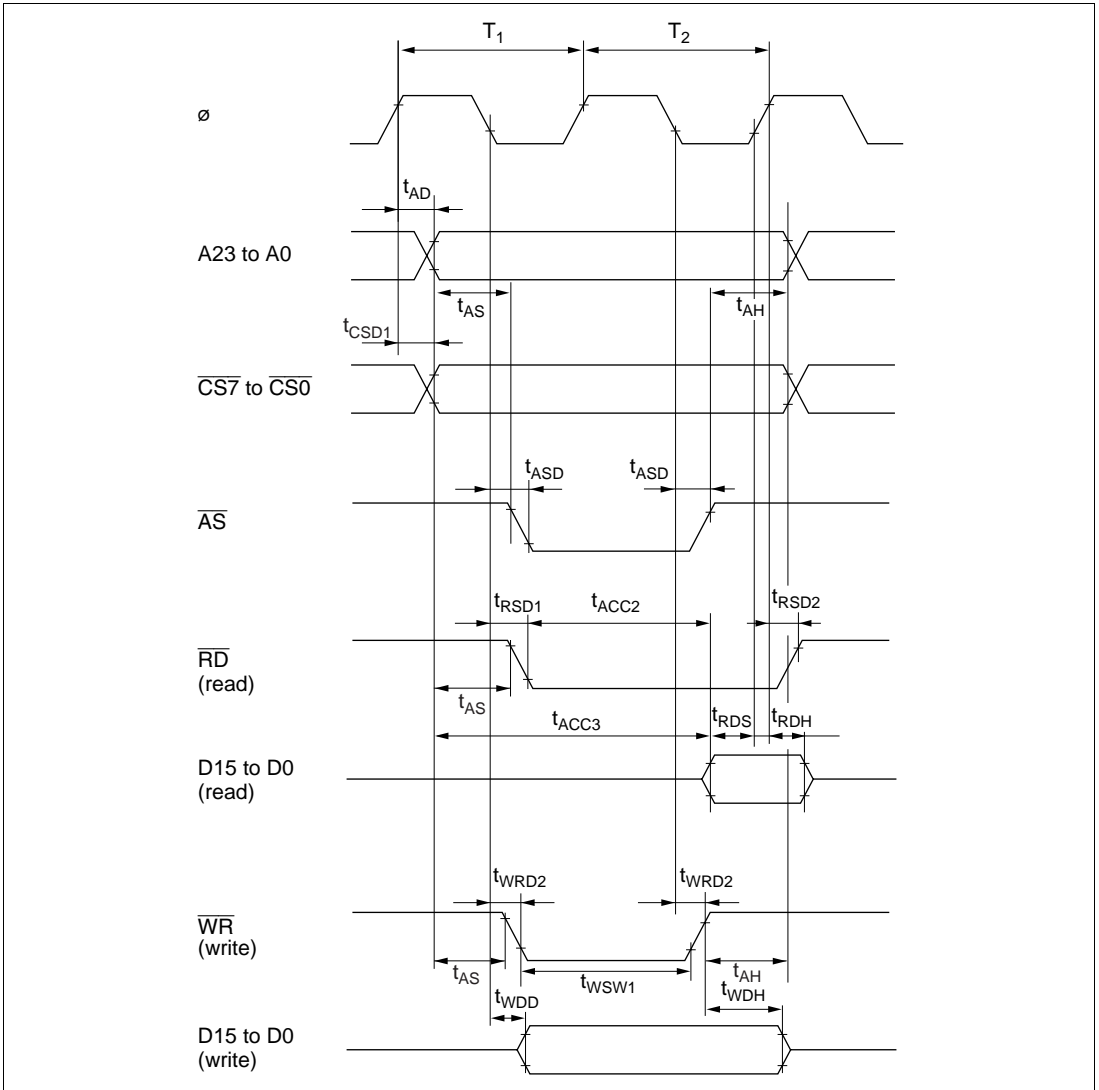 T1 T2
ø
tAD
A23 to A0
tAS tAH
tCSD1
CS7 to CS0
tASD tASD
AS
tRSD1 tACC2 tRSD2
RD
(read)
tAS
tACC3 tRDS tRDH
D15 to D0
(read)
tWRD2 tWRD2
WR
(write)
tAS tWSW1 tAH
tWDD tWDH
D15 to D0
(write)